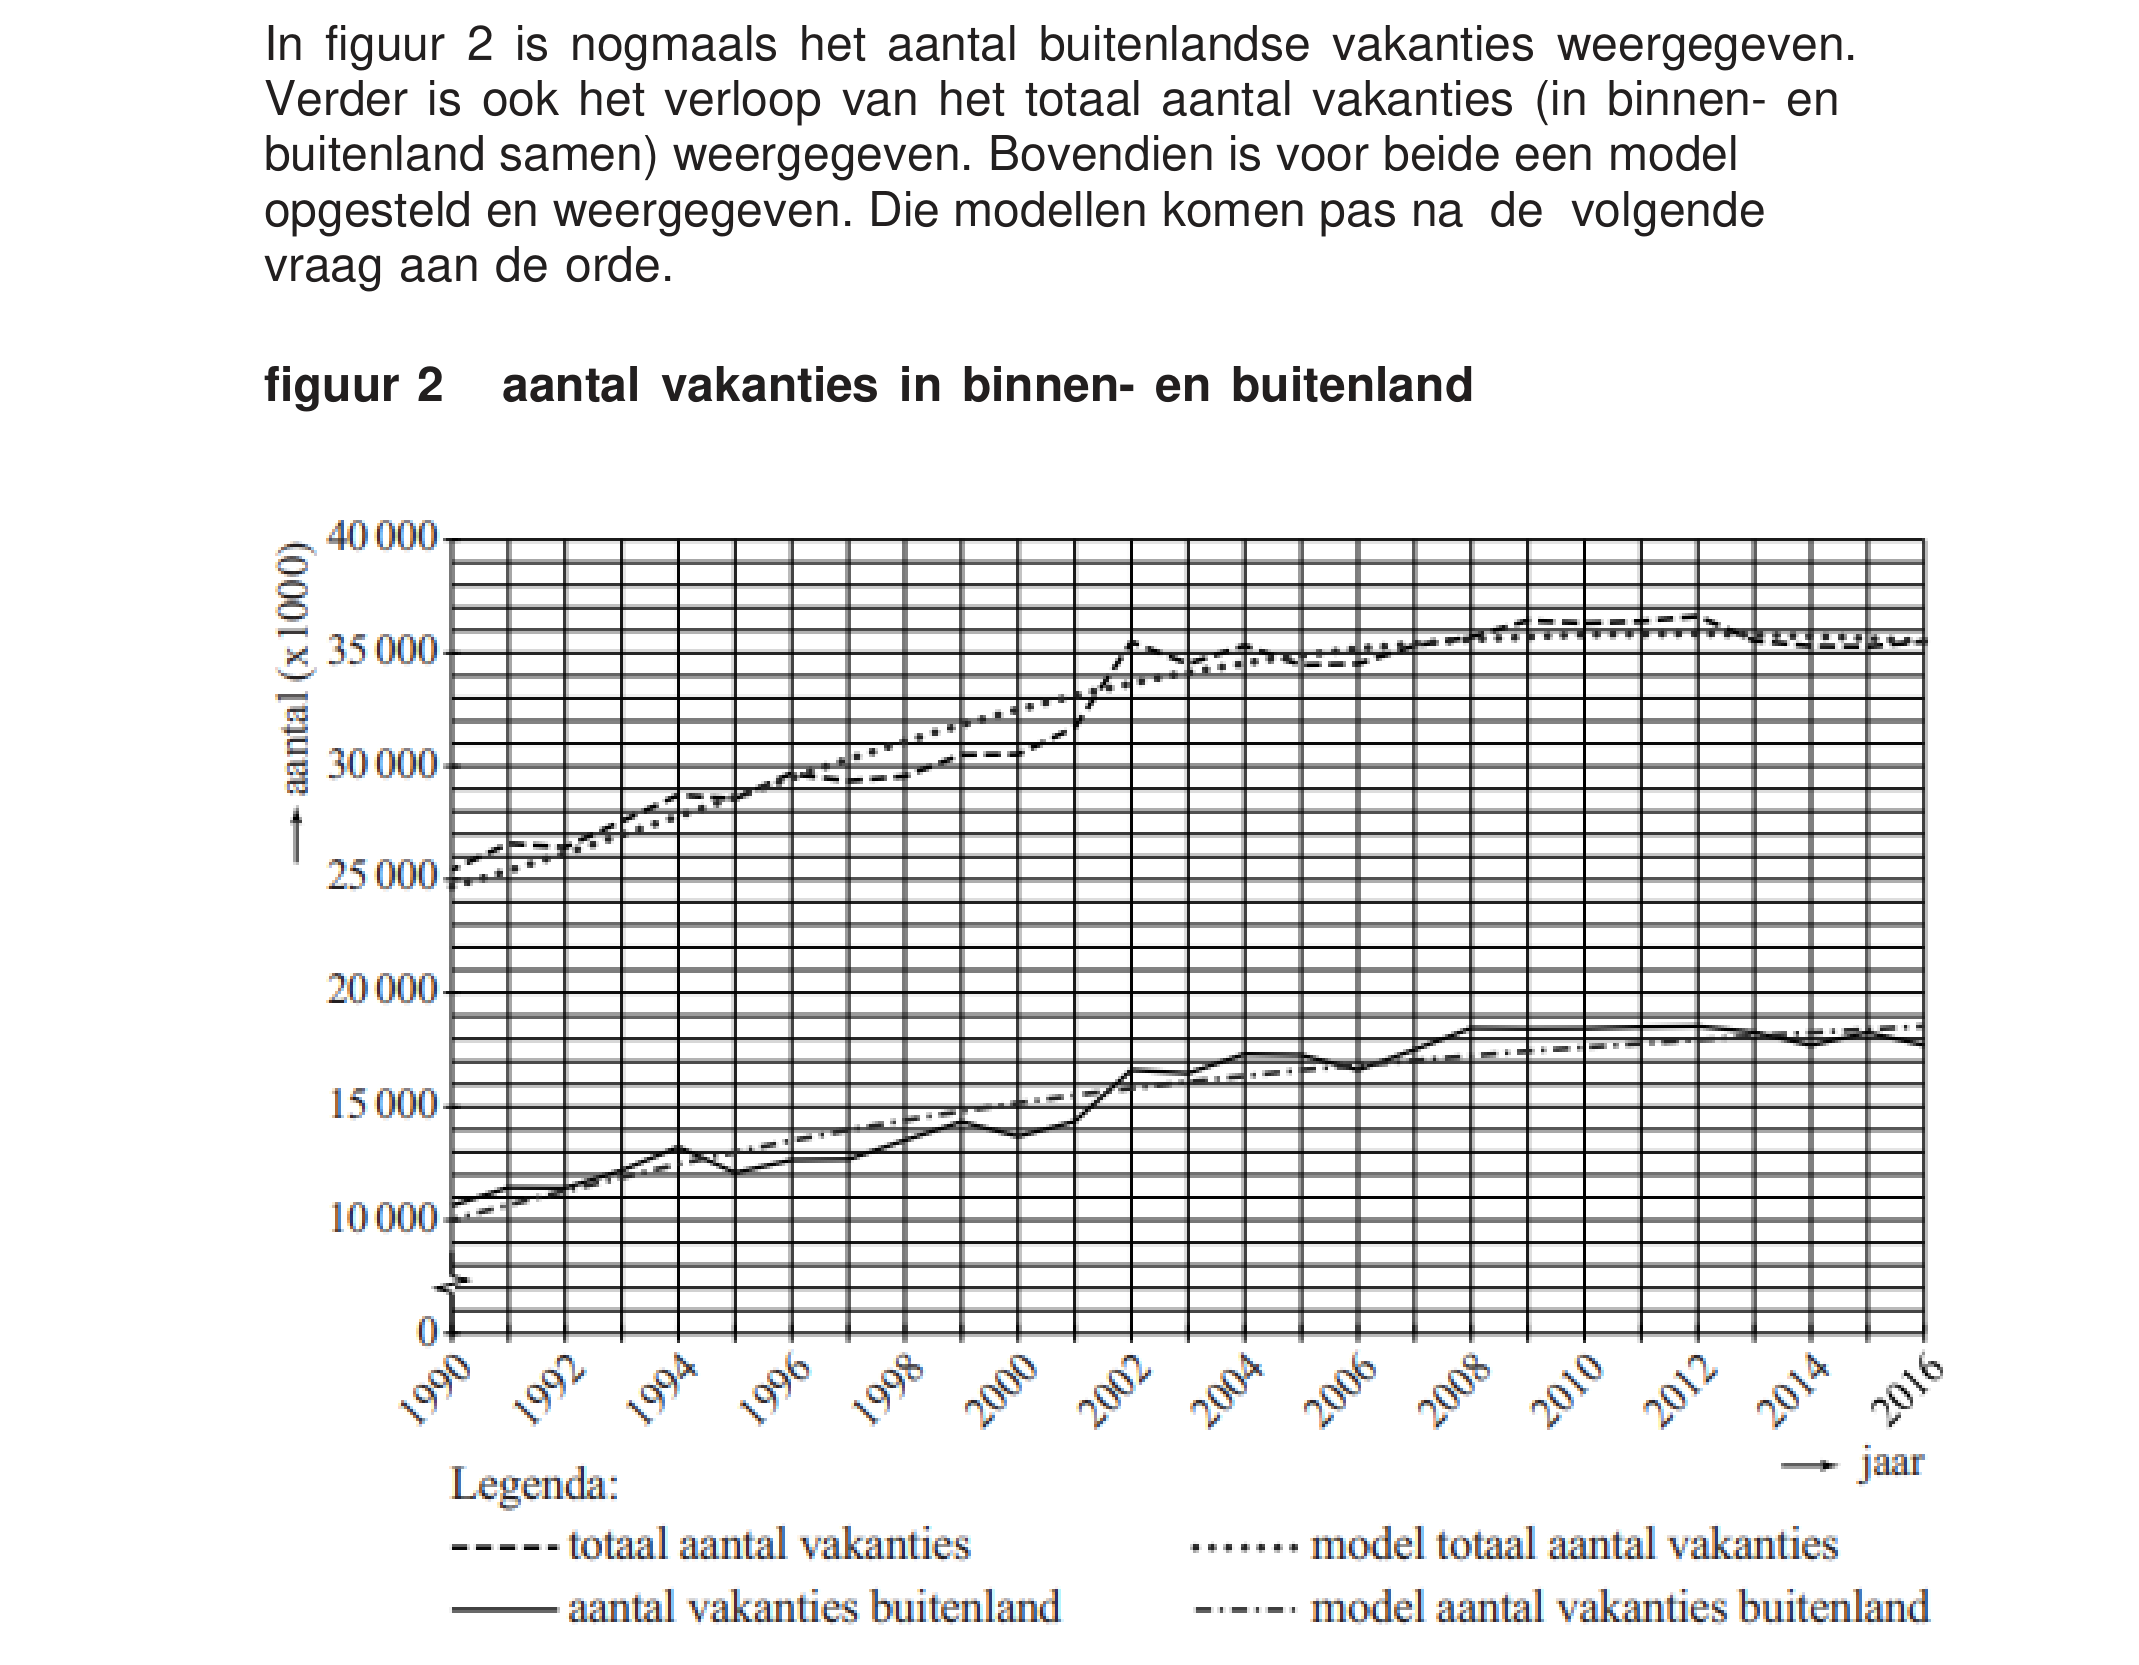 In figuur 2 is nogmaals het aantal buitenlandse vakanties weergegeven.
Verder is ook het verloop van het totaal aantal vakanties (in binnen- en
buitenland samen) weergegeven. Bovendien is voor beide een model
opgesteld en weergegeven. Die modellen komen pas na de volgende
vraag aan de orde.
figuur 2 aantal vakanties in binnen- en buitenland
aantal (x 1000)
40 000
35 000
30 000
25 000
20 000
15 000
10 000
0
1990 1992 1994 1996 1998 2000 2002 2004 2006 2008 2010 2012 2014 2016
jaar
Legenda:
totaal aantal vakanties model totaal aantal vakanties
aantal vakanties buitenland model aantal vakanties buitenland